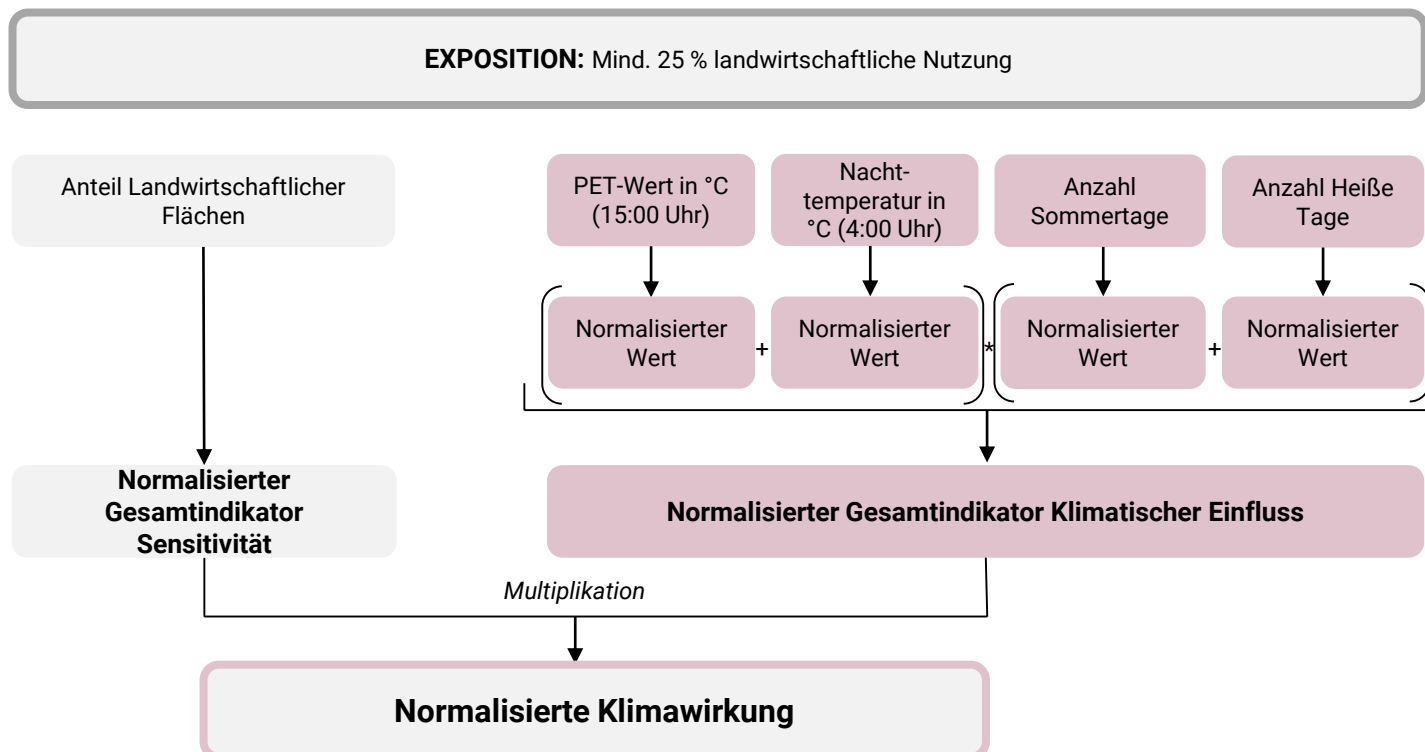 EXPOSITION: Mind. 25 % landwirtschaftliche Nutzung
Anteil Landwirtschaftlicher
Flächen
PET-Wert in °C
(15:00 Uhr)
Nacht-
temperatur in
°C (4:00 Uhr)
Anzahl
Sommertage
Anzahl Heiße
Tage
Normalisierter
Wert
+
Normalisierter
Wert
*
Normalisierter
Wert
+
Normalisierter
Wert
Normalisierter
Gesamtindikator
Sensitivität
Normalisierter Gesamtindikator Klimatischer Einfluss
Multiplikation
Normalisierte Klimawirkung